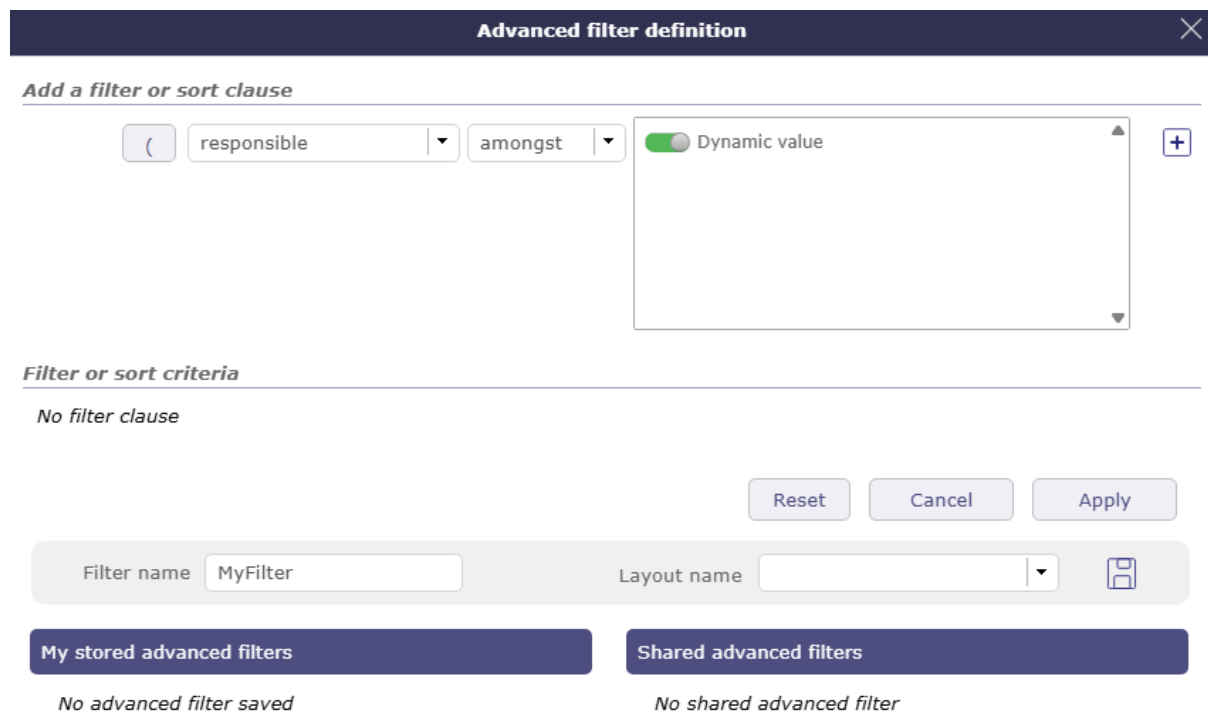 Advanced filter definition
Add a filter or sort clause
( responsible amongst Dynamic value
Filter or sort criteria
No filter clause
Reset Cancel Apply
Filter name MyFilter Layout name
My stored advanced filters Shared advanced filters
No advanced filter saved No shared advanced filter